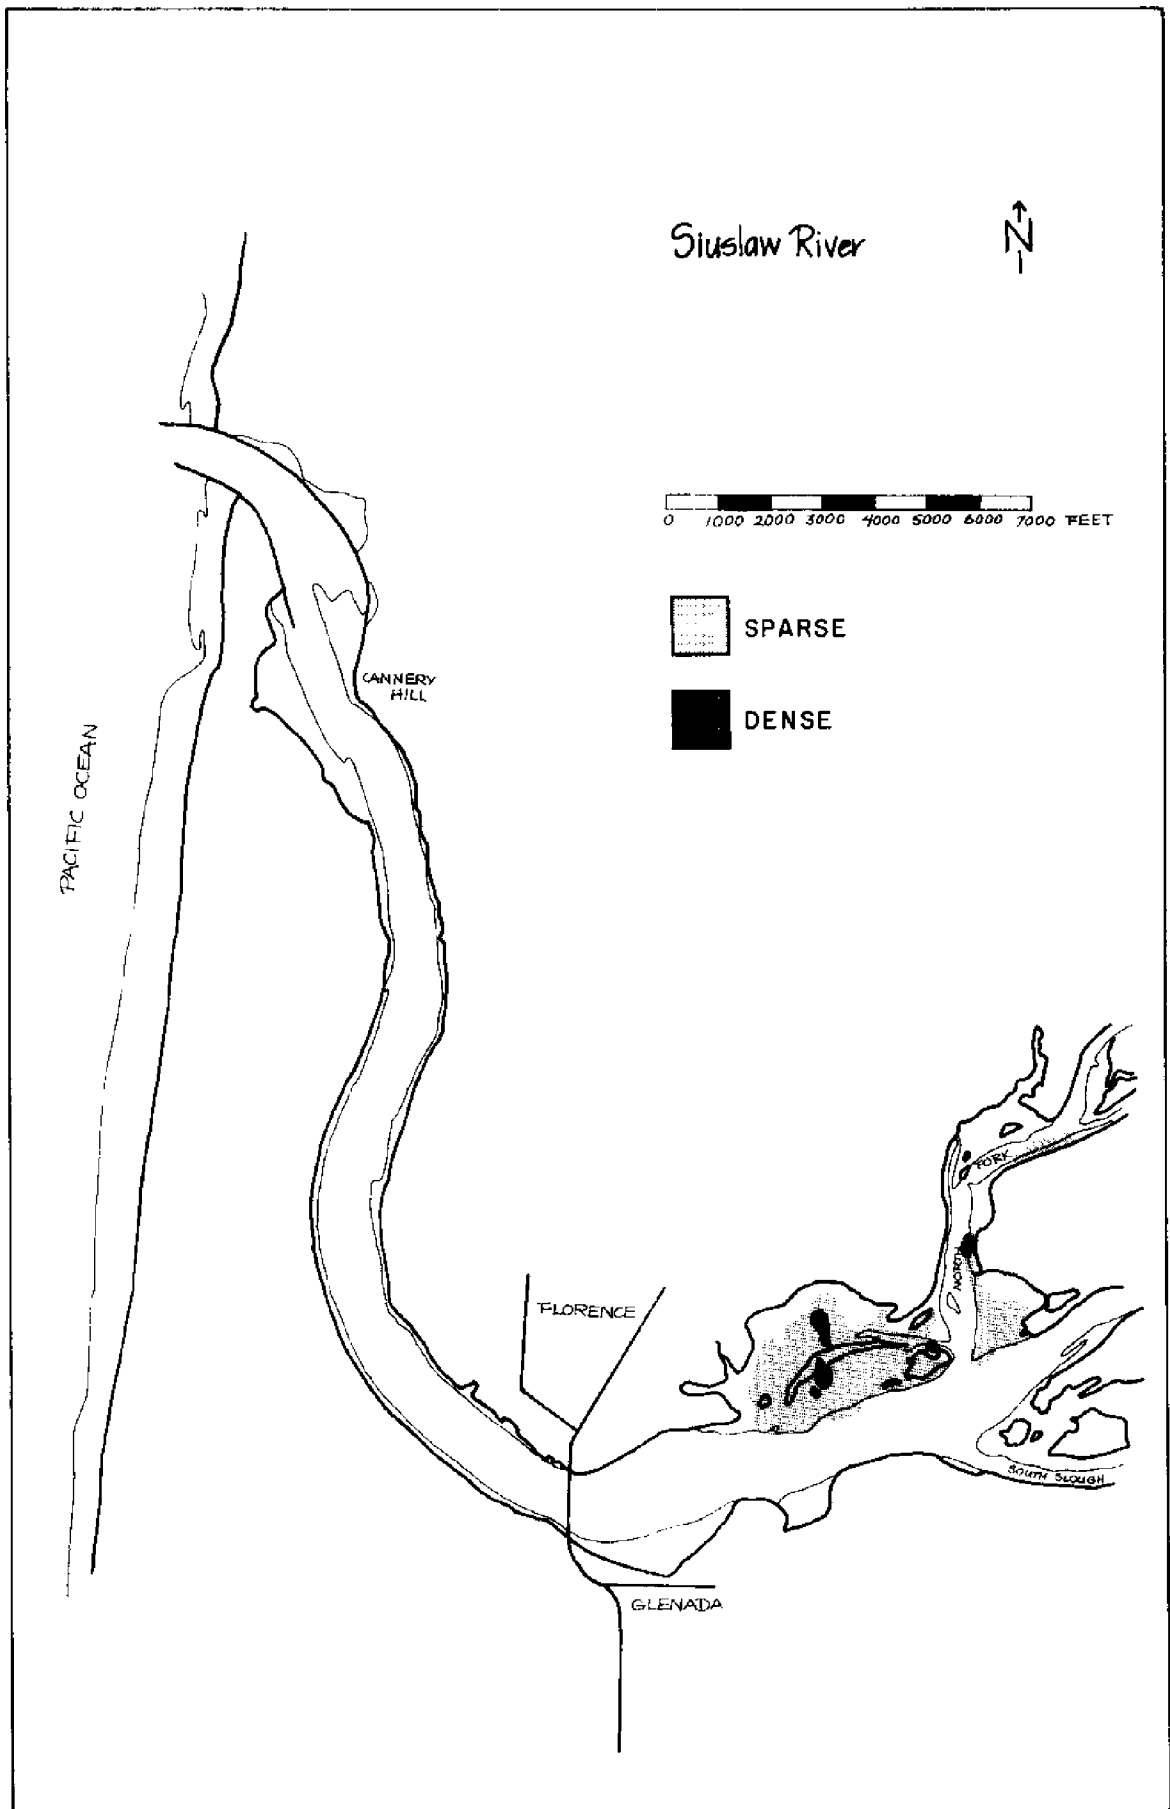 Siuslaw River
N
0 1000 2000 3000 4000 5000 6000 7000 FEET
SPARSE
DENSE
CANNERY
HILL
PACIFIC OCEAN
FORK
NORTH
FLORENCE
SOUTH SLOUGH
GLENADA